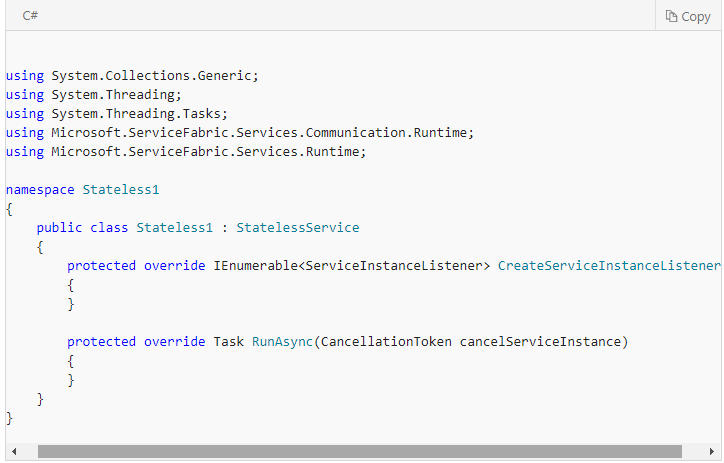 C#
Copy
using System.Collections.Generic;
using System.Threading;
using System.Threading.Tasks;
using Microsoft.ServiceFabric.Services.Communication.Runtime;
using Microsoft.ServiceFabric.Services.Runtime;
namespace Stateless1
{
public class Stateless1 : StatelessService
{
protected override IEnumerable<ServiceInstanceListener> CreateServiceInstanceListener
{
}
protected override Task RunAsync(CancellationToken cancelServiceInstance)
{
}
}
}